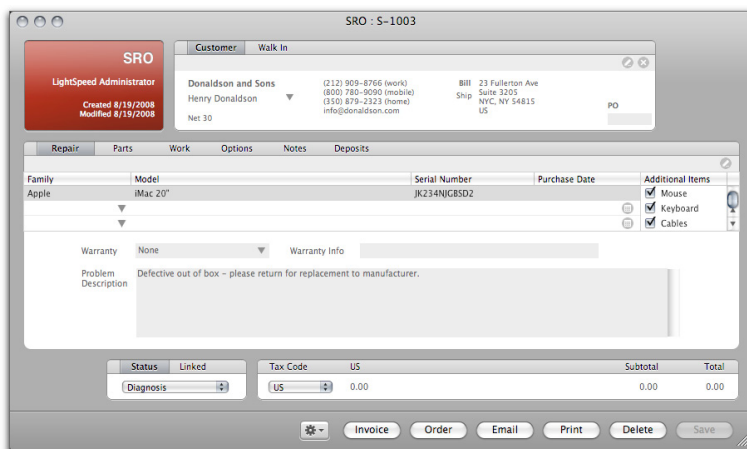 SRO : S-1003
SRO
LightSpeed Administrator
Created 8/19/2008
Modified 8/19/2008
Customer Walk In
Donaldson and Sons
Henry Donaldson
Net 30
(212) 909-8766 (work)
(800) 780-9090 (mobile)
(350) 879-2323 (home)
info@donaldson.com
Bill
Ship
23 Fullerton Ave
Suite 3205
NYC, NY 54815
US
PO
Repair Parts Work Options Notes Deposits
Family Model Serial Number Purchase Date Additional Items
Apple iMac 20" JK234NJGBSD2 Mouse
Keyboard
Cables
Warranty None Warranty Info
Problem Description Defective out of box - please return for replacement to manufacturer.
Status Linked
Diagnosis
Tax Code US Subtotal Total
US 0.00 0.00 0.00
Invoice Order Email Print Delete Save